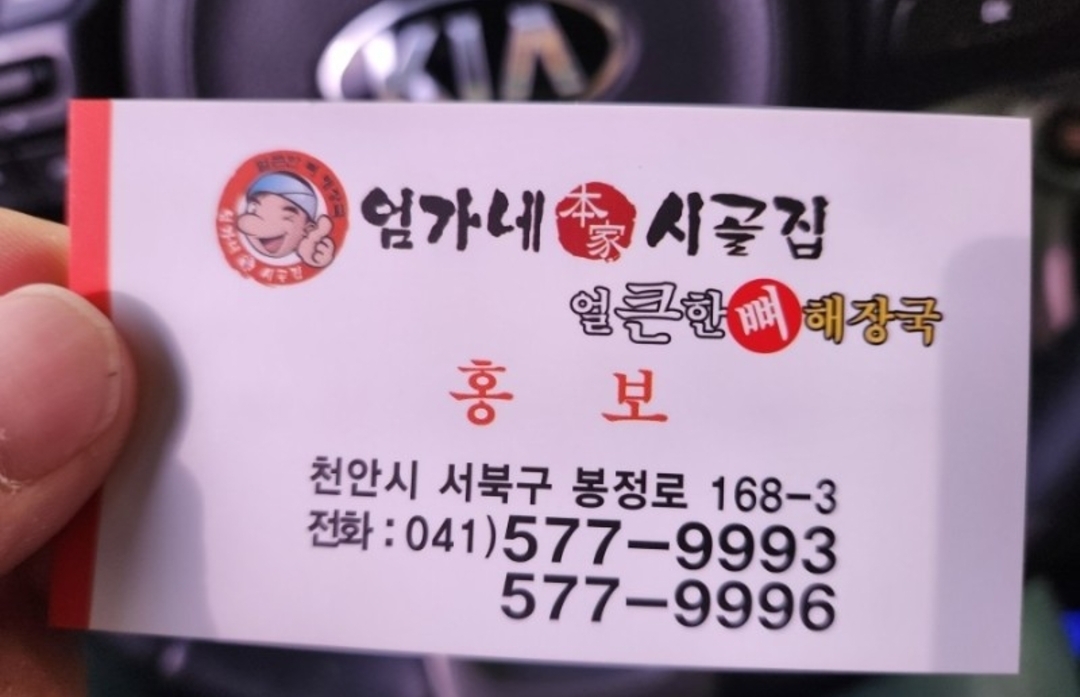 KIA
엄가네 本家 시골집
얼큰한 뼈 해장국
홍 보
천안시 서북구 봉정로 168-3
전화 : 041)577-9993
577-9996